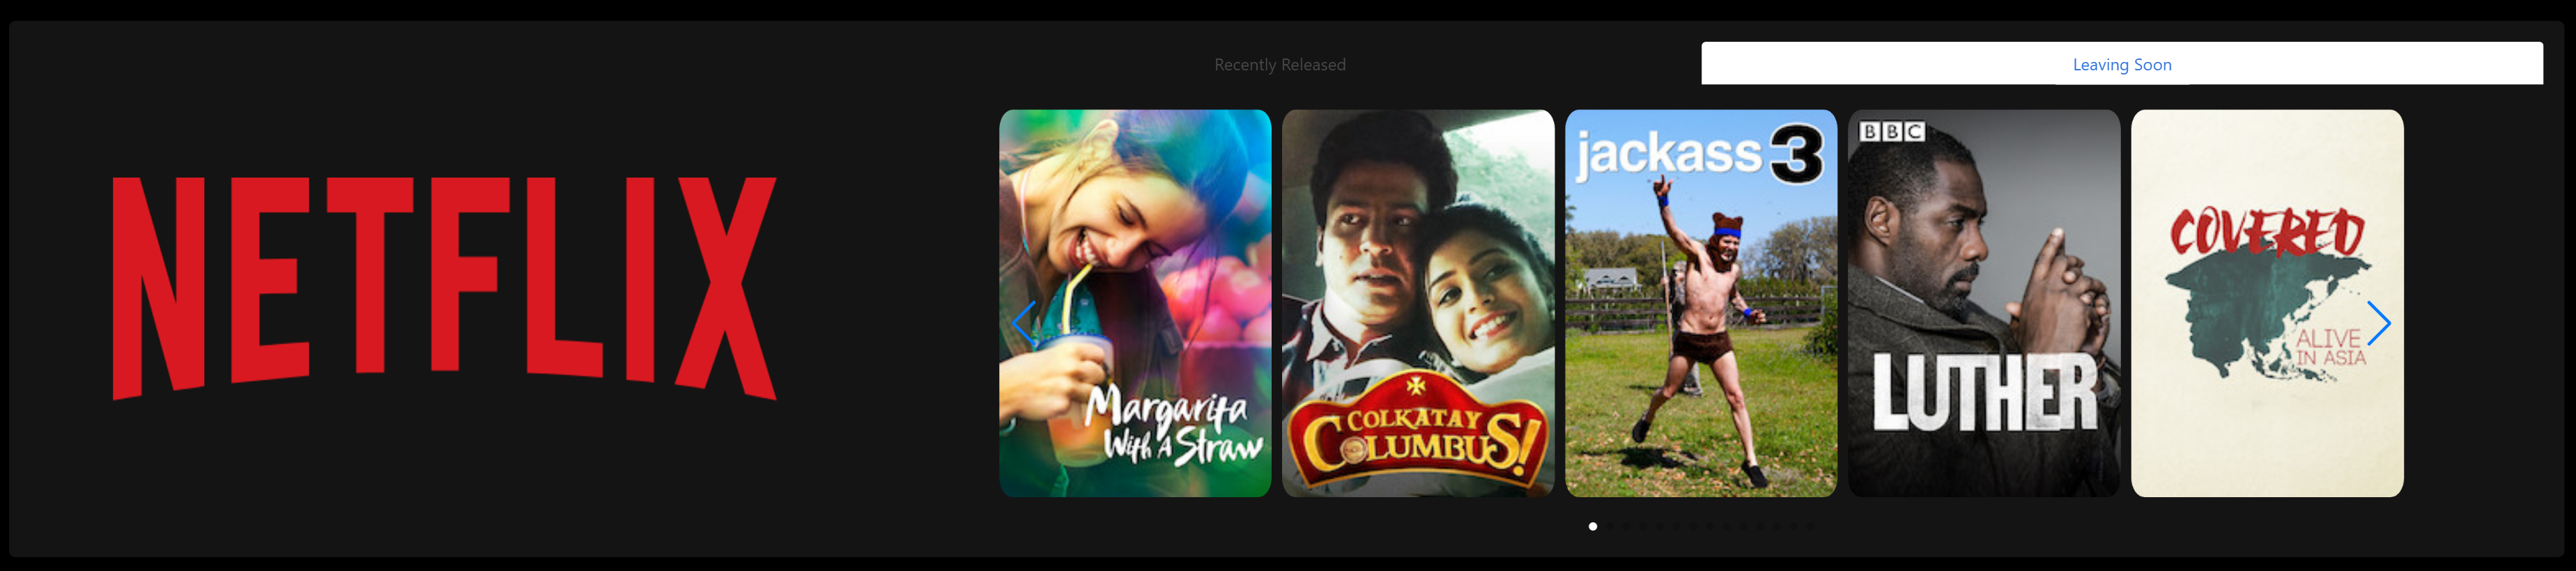 Recently Released
Leaving Soon
NETFLIX
Margarita
With A Straw
COLKATAY
COLUMBUS!
jackass 3
BBC
LUTHER
COVERED
ALIVE
IN ASIA